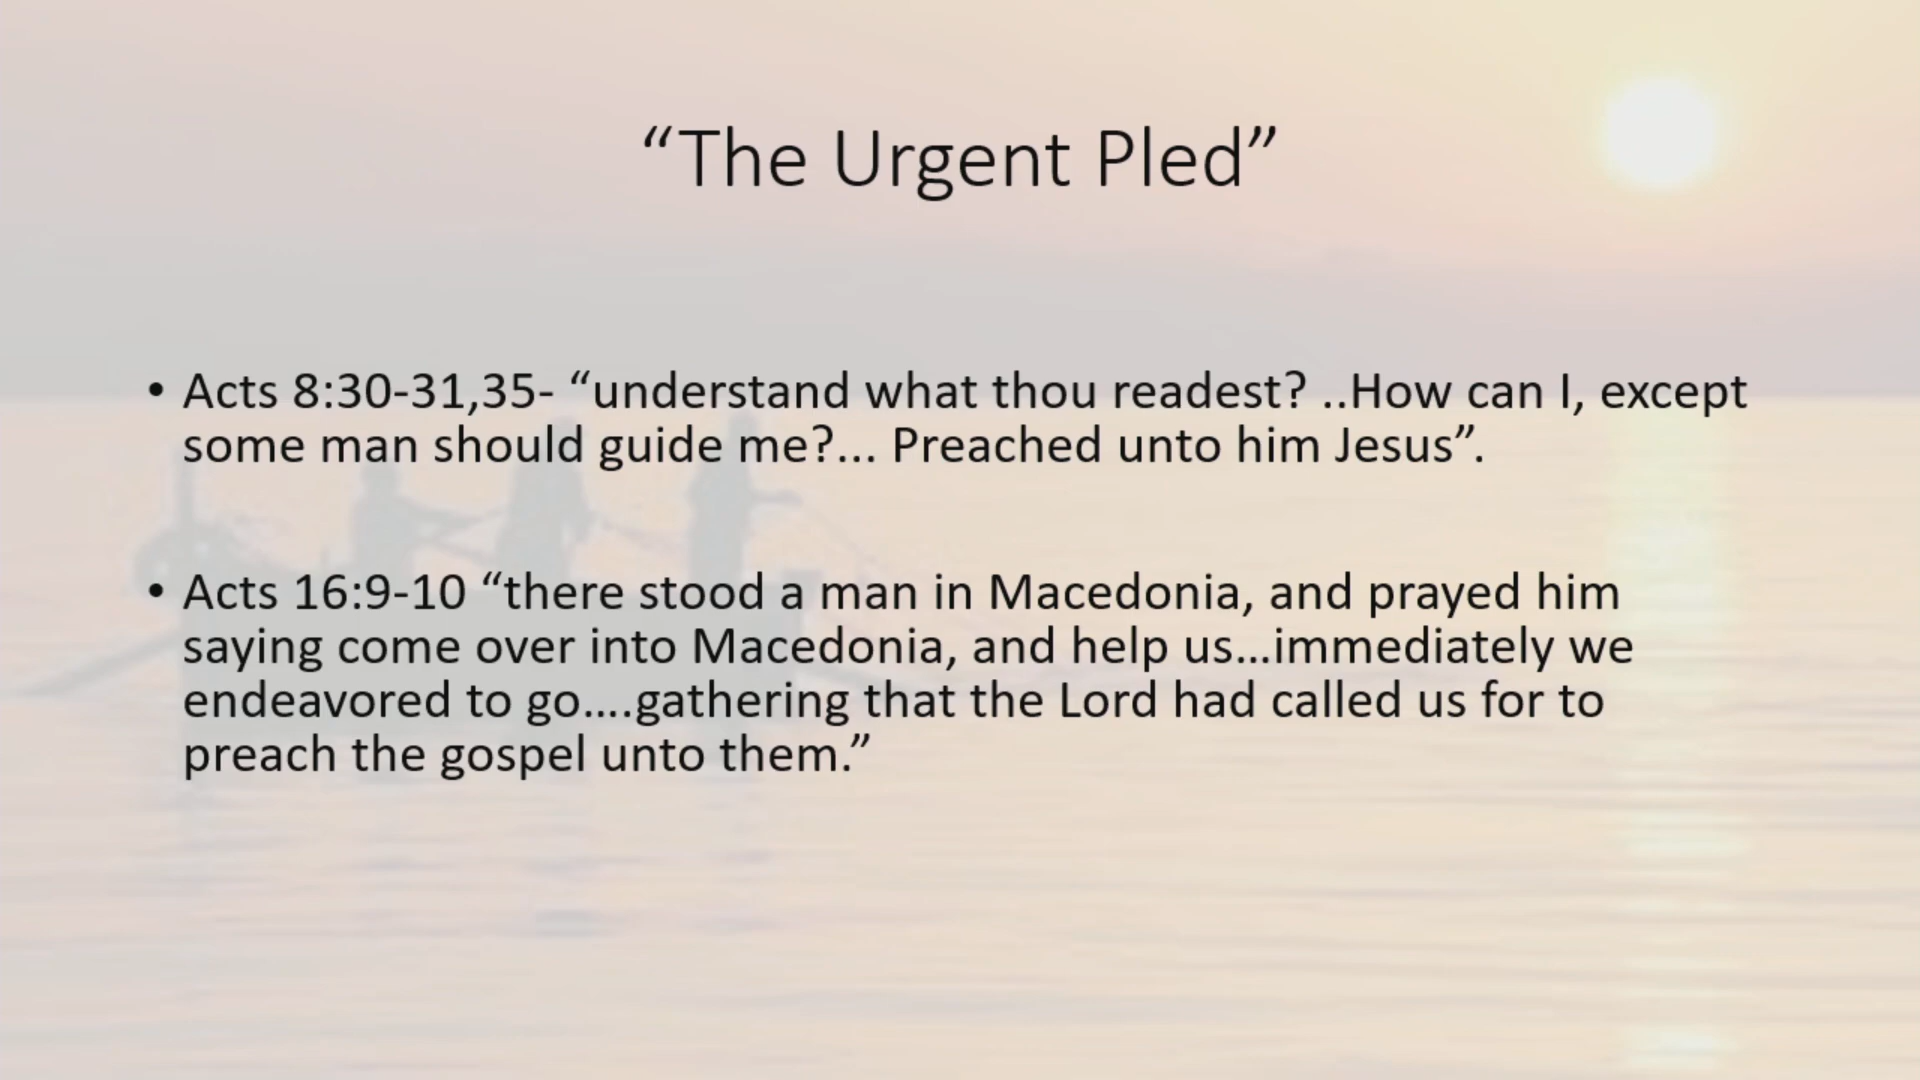 “The Urgent Pled”
• Acts 8:30-31,35- “understand what thou readest? ..How can I, except
some man should guide me?... Preached unto him Jesus”.
• Acts 16:9-10 “there stood a man in Macedonia, and prayed him
saying come over into Macedonia, and help us...immediately we
endeavored to go....gathering that the Lord had called us for to
preach the gospel unto them.”